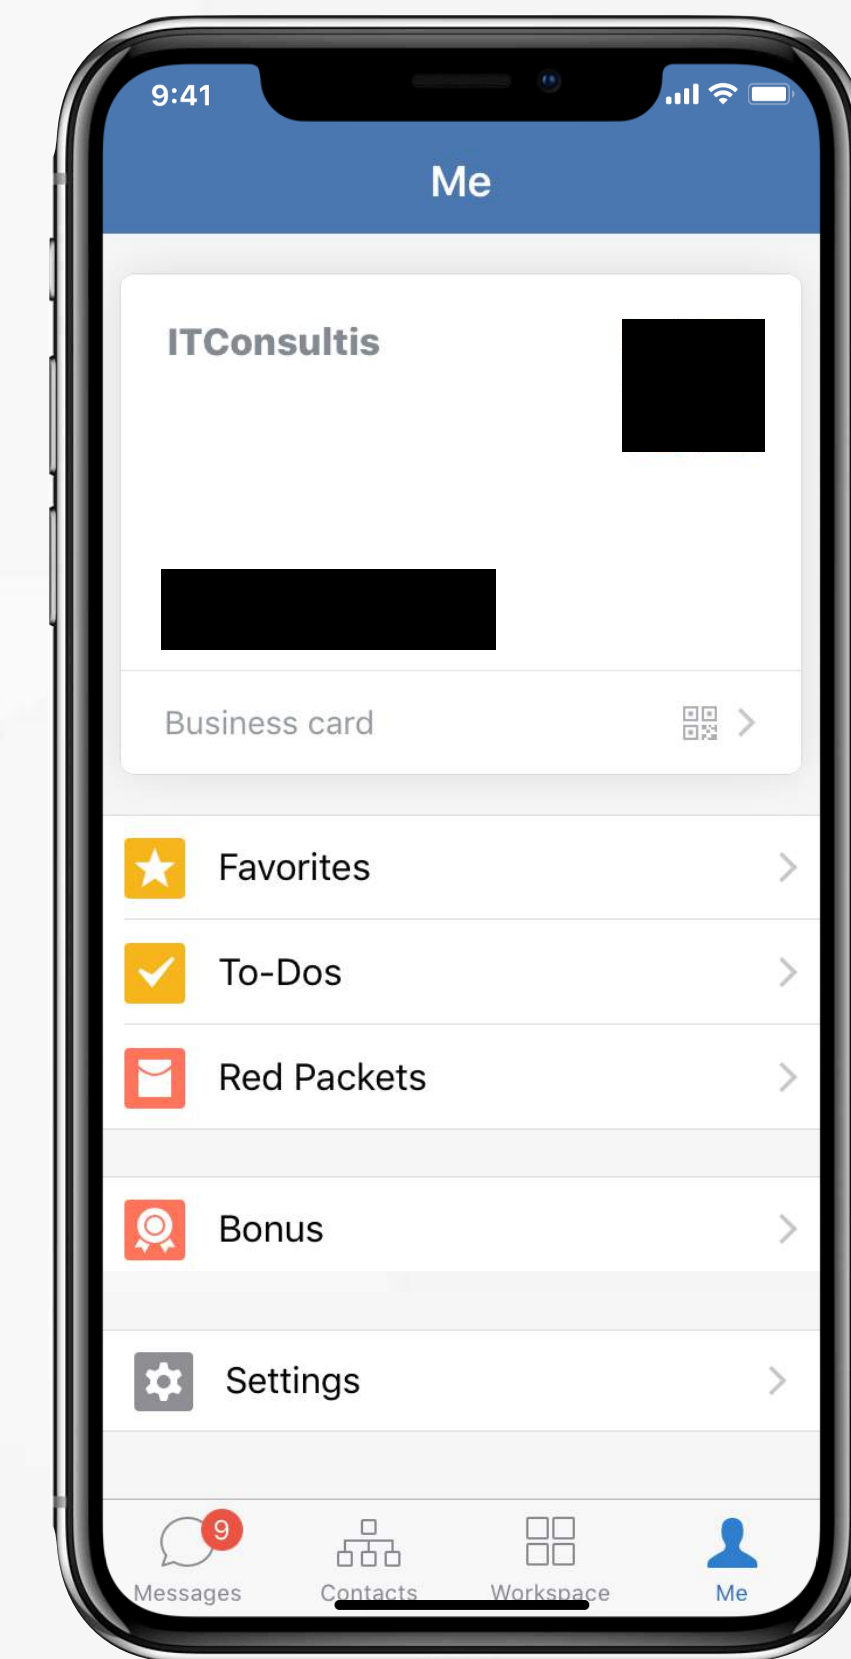 9:41
Me
ITConsultis
Business card
Favorites
To-Dos
Red Packets
Bonus
Settings
9
Messages
Contacts
Workspace
Me